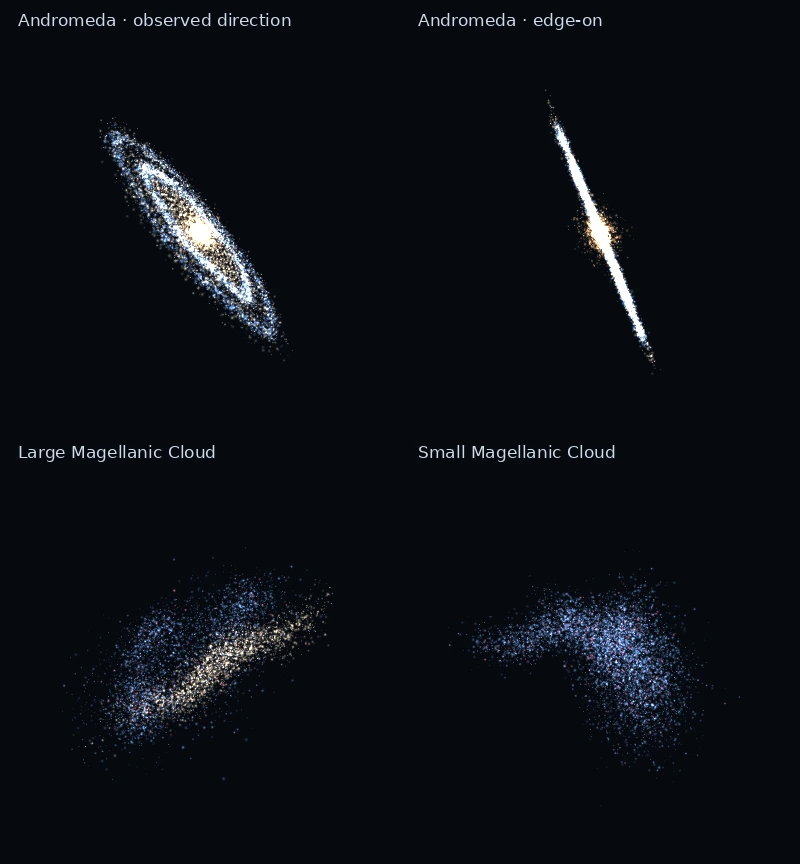 Andromeda · observed direction
Andromeda · edge-on
Large Magellanic Cloud
Small Magellanic Cloud